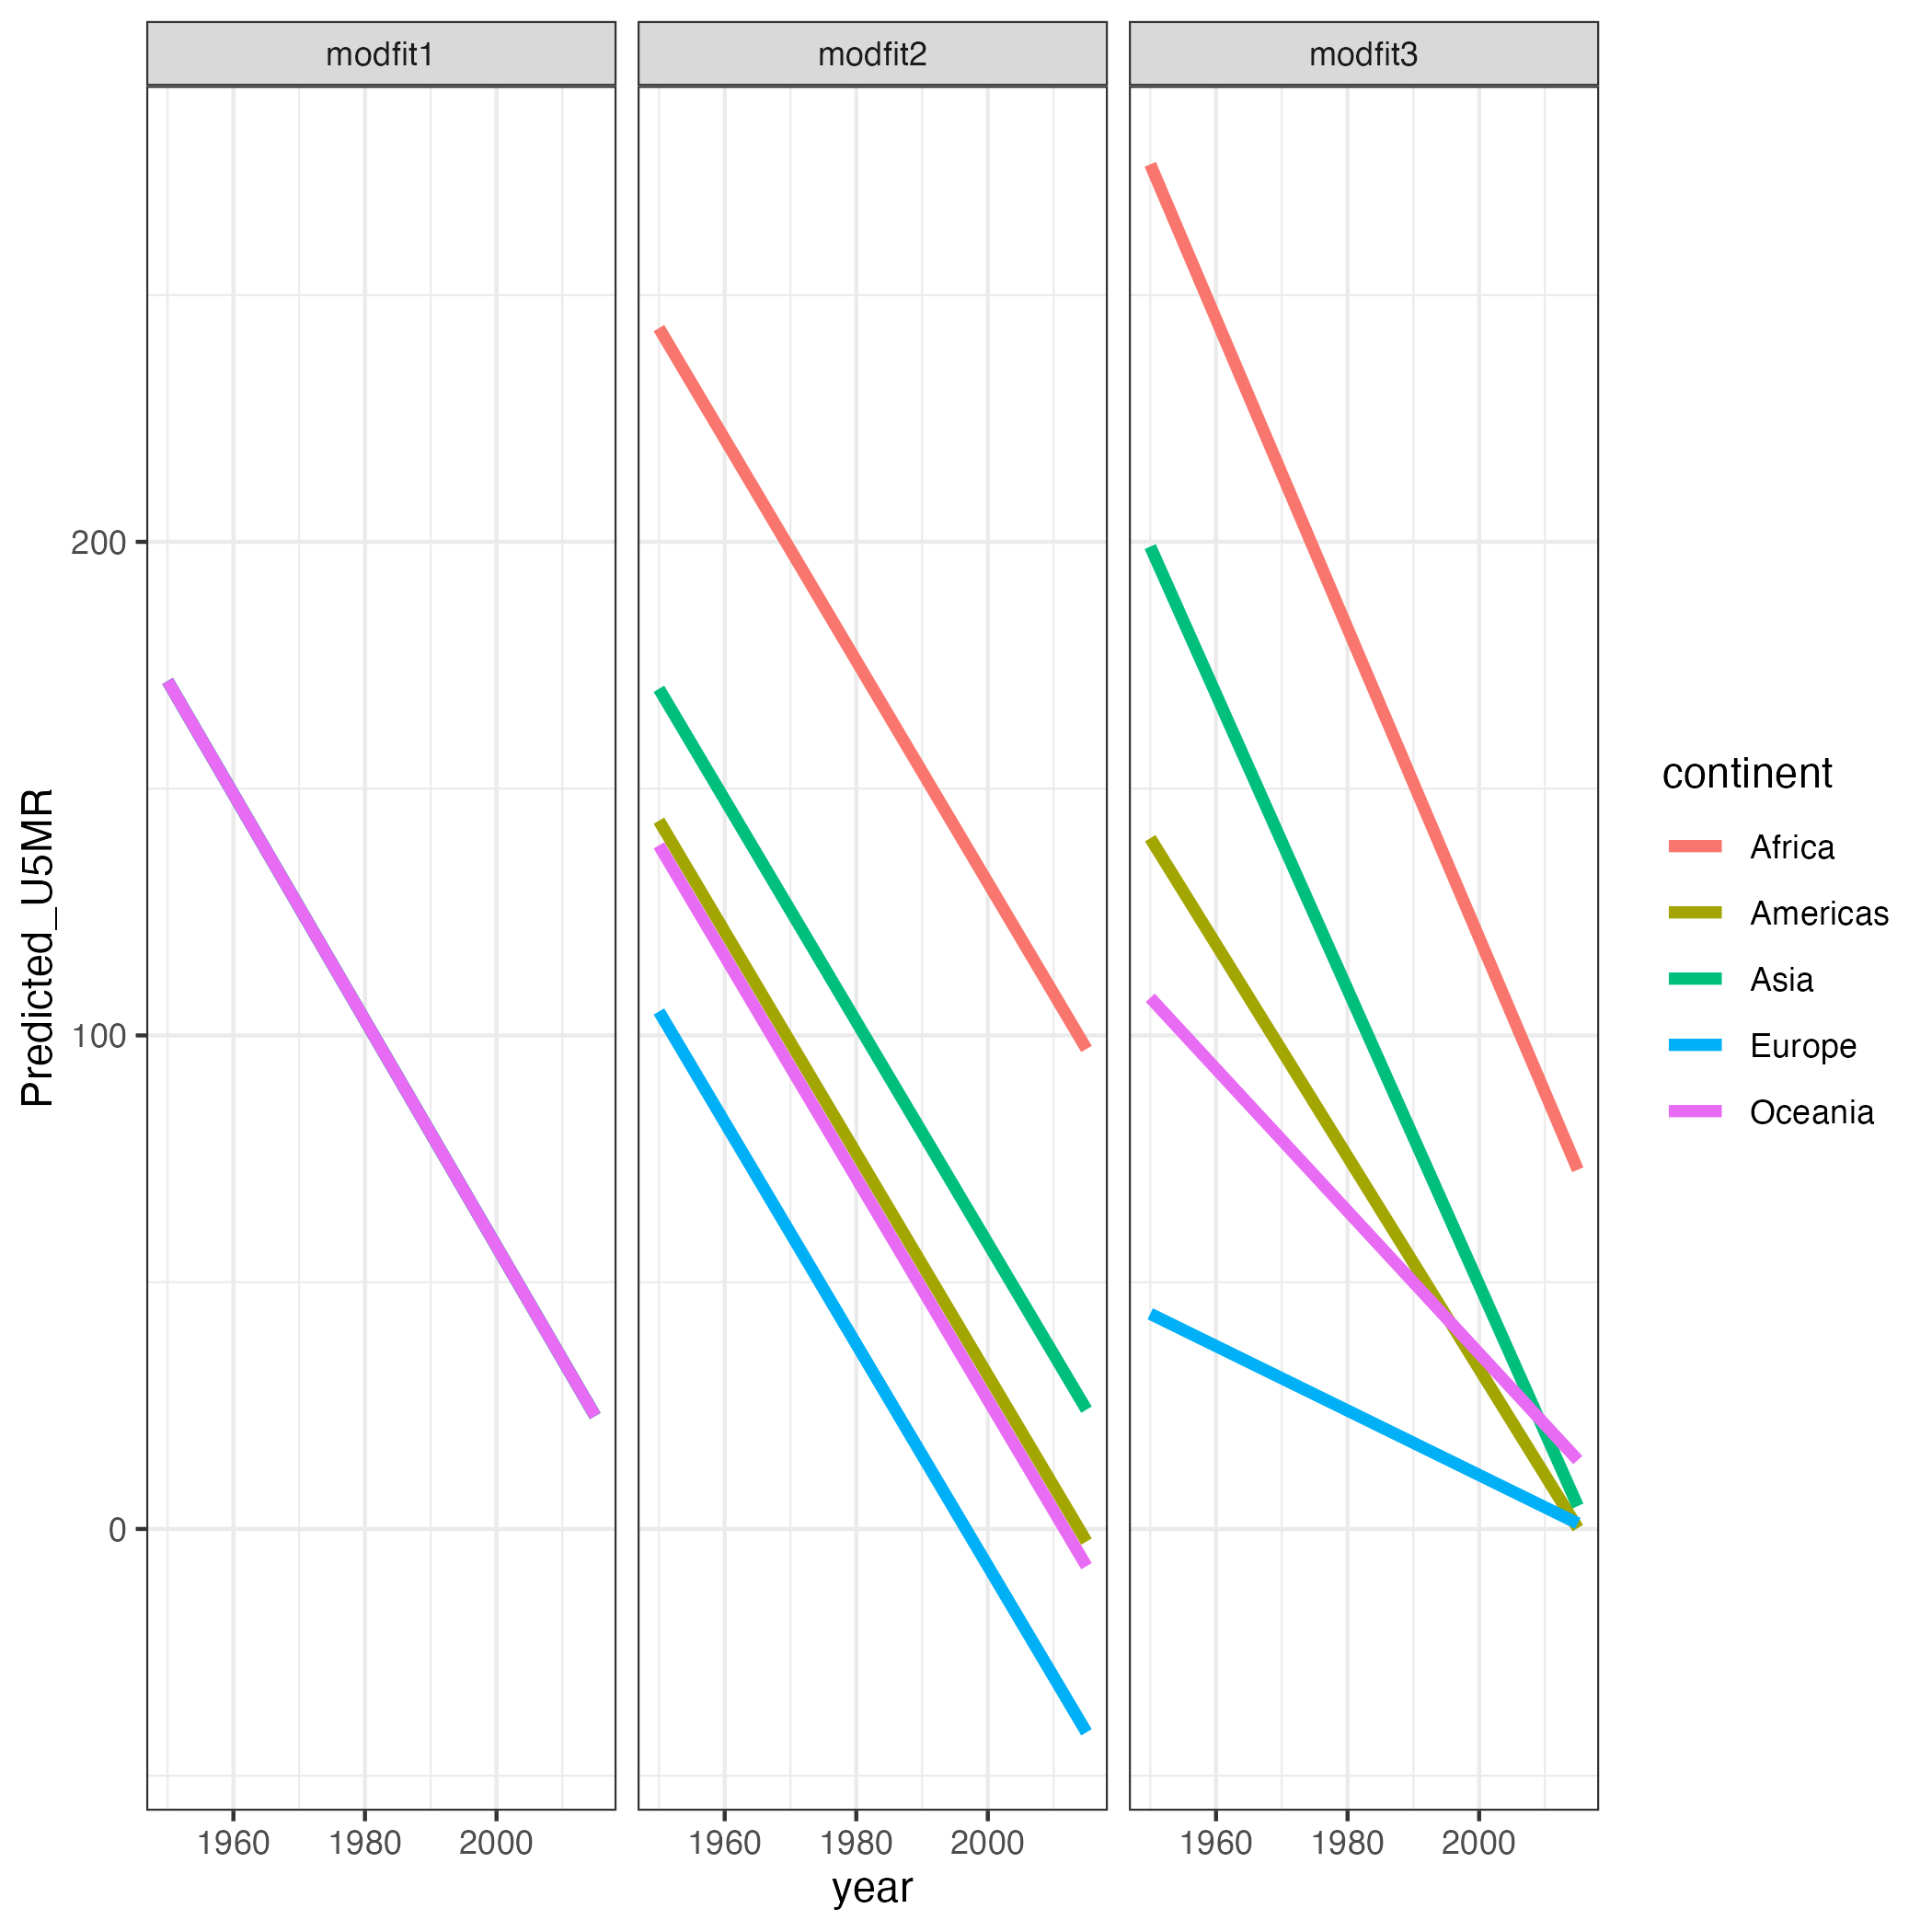 modfit1 modfit2 modfit3
Predicted_U5MR
200
100
0
1960 1980 2000 1960 1980 2000 1960 1980 2000
year
continent
Africa
Americas
Asia
Europe
Oceania